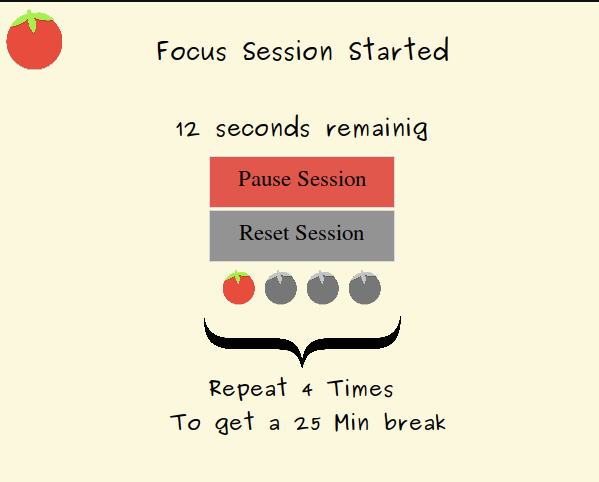 Focus Session Started
12 seconds remainig
Pause Session
Reset Session
Repeat 4 Times
To get a 25 Min break